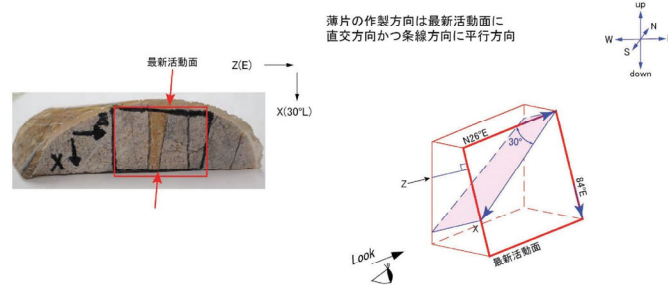 薄片の作製方向は最新活動面に
直交方向かつ条線方向に平行方向
up
N
W
S
down
最新活動面
Z(E)
X(30°L)
X
N26°E
30°
84°E
Z
X
最新活動面
Look